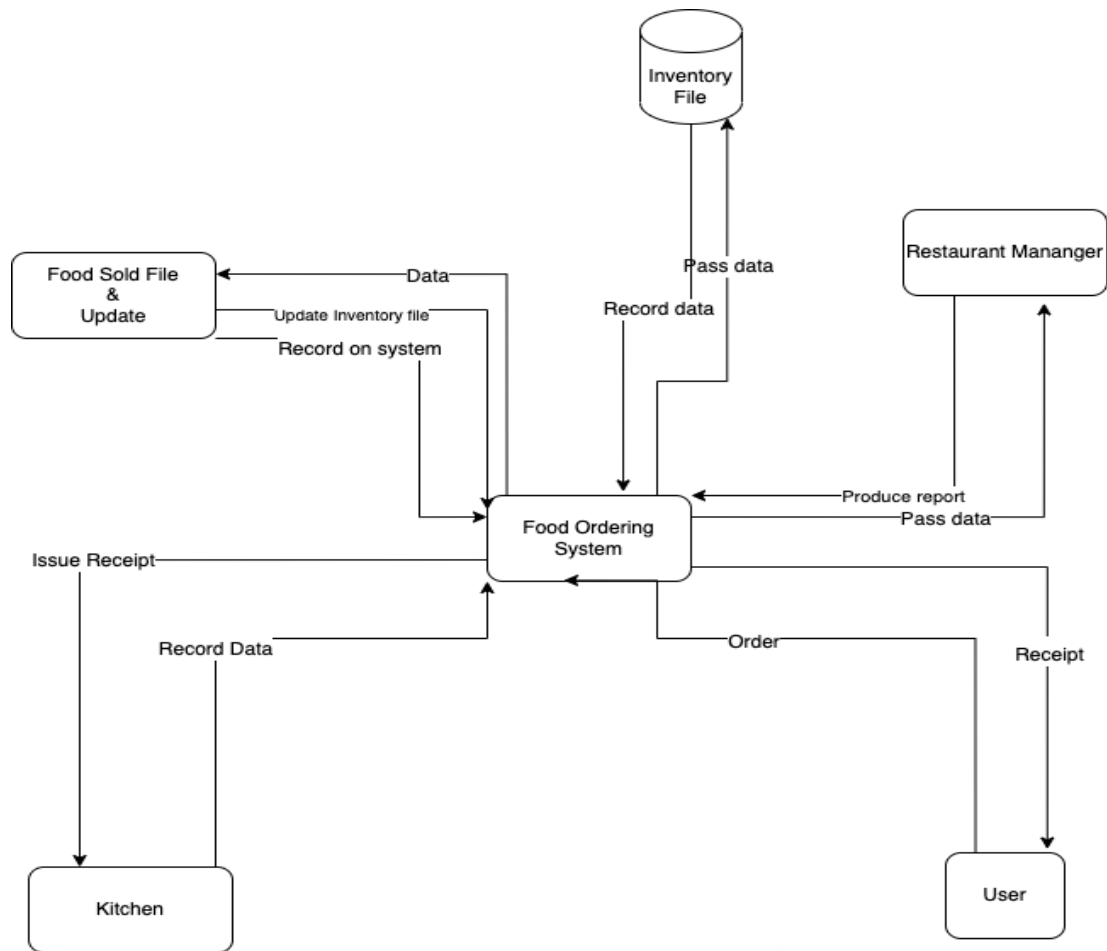 Inventory
File
Restaurant Mananger
Food Sold File
&
Update
Data
Pass data
Record data
Update Inventory file
Record on system
Produce report
Pass data
Food Ordering
System
Issue Receipt
Record Data
Order
Receipt
Kitchen
User